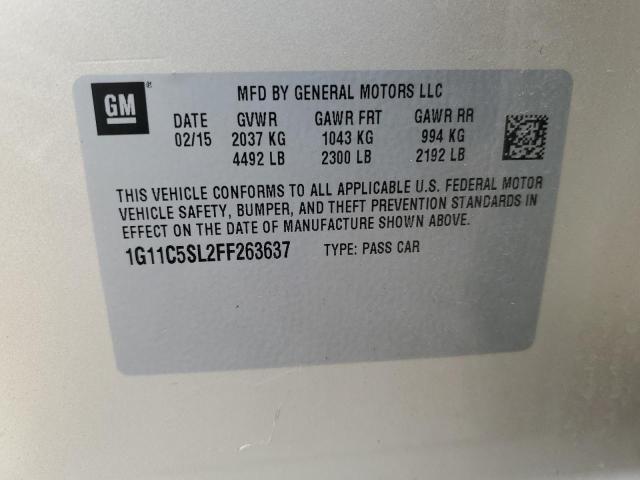 GM®
MFD BY GENERAL MOTORS LLC
DATE GVWR GAWR FRT GAWR RR
02/15 2037 KG 1043 KG 994 KG
4492 LB 2300 LB 2192 LB
THIS VEHICLE CONFORMS TO ALL APPLICABLE U.S. FEDERAL MOTOR
VEHICLE SAFETY, BUMPER, AND THEFT PREVENTION STANDARDS IN
EFFECT ON THE DATE OF MANUFACTURE SHOWN ABOVE.
1G11C5SL2FF263637 TYPE: PASS CAR